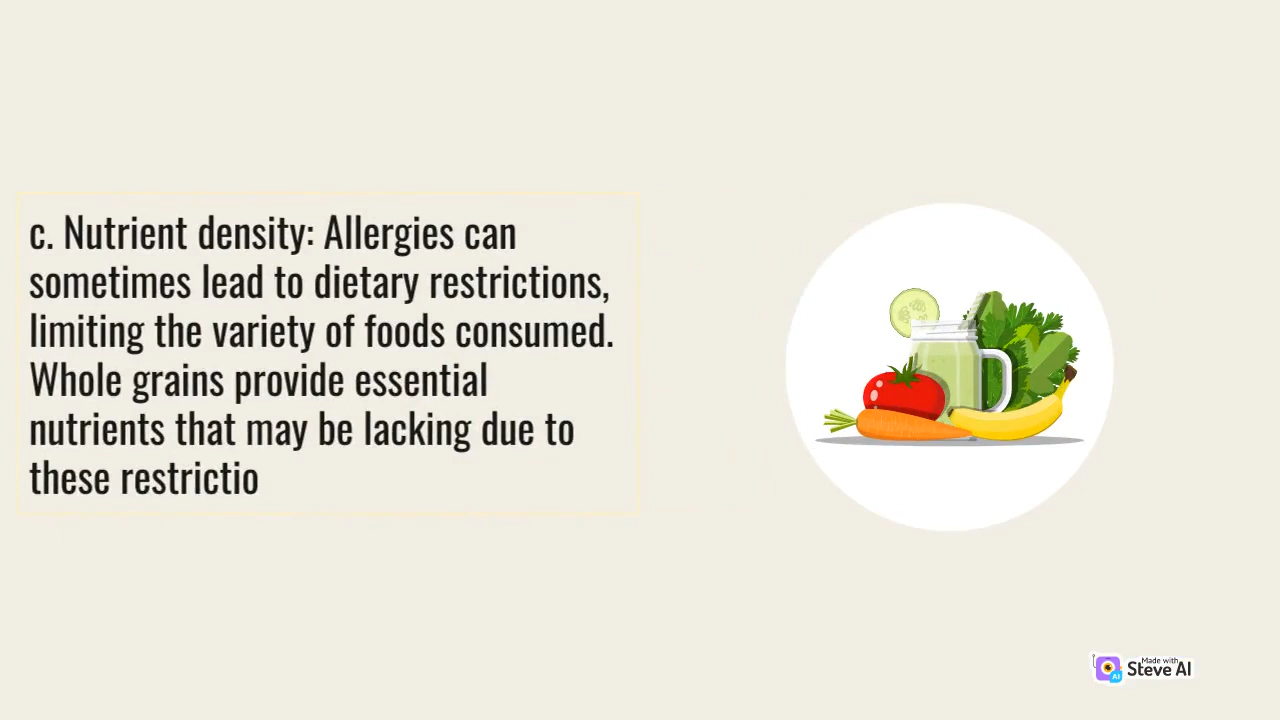 c. Nutrient density: Allergies can
sometimes lead to dietary restrictions,
limiting the variety of foods consumed.
Whole grains provide essential
nutrients that may be lacking due to
these restrictio
Made with
Steve AI
AI